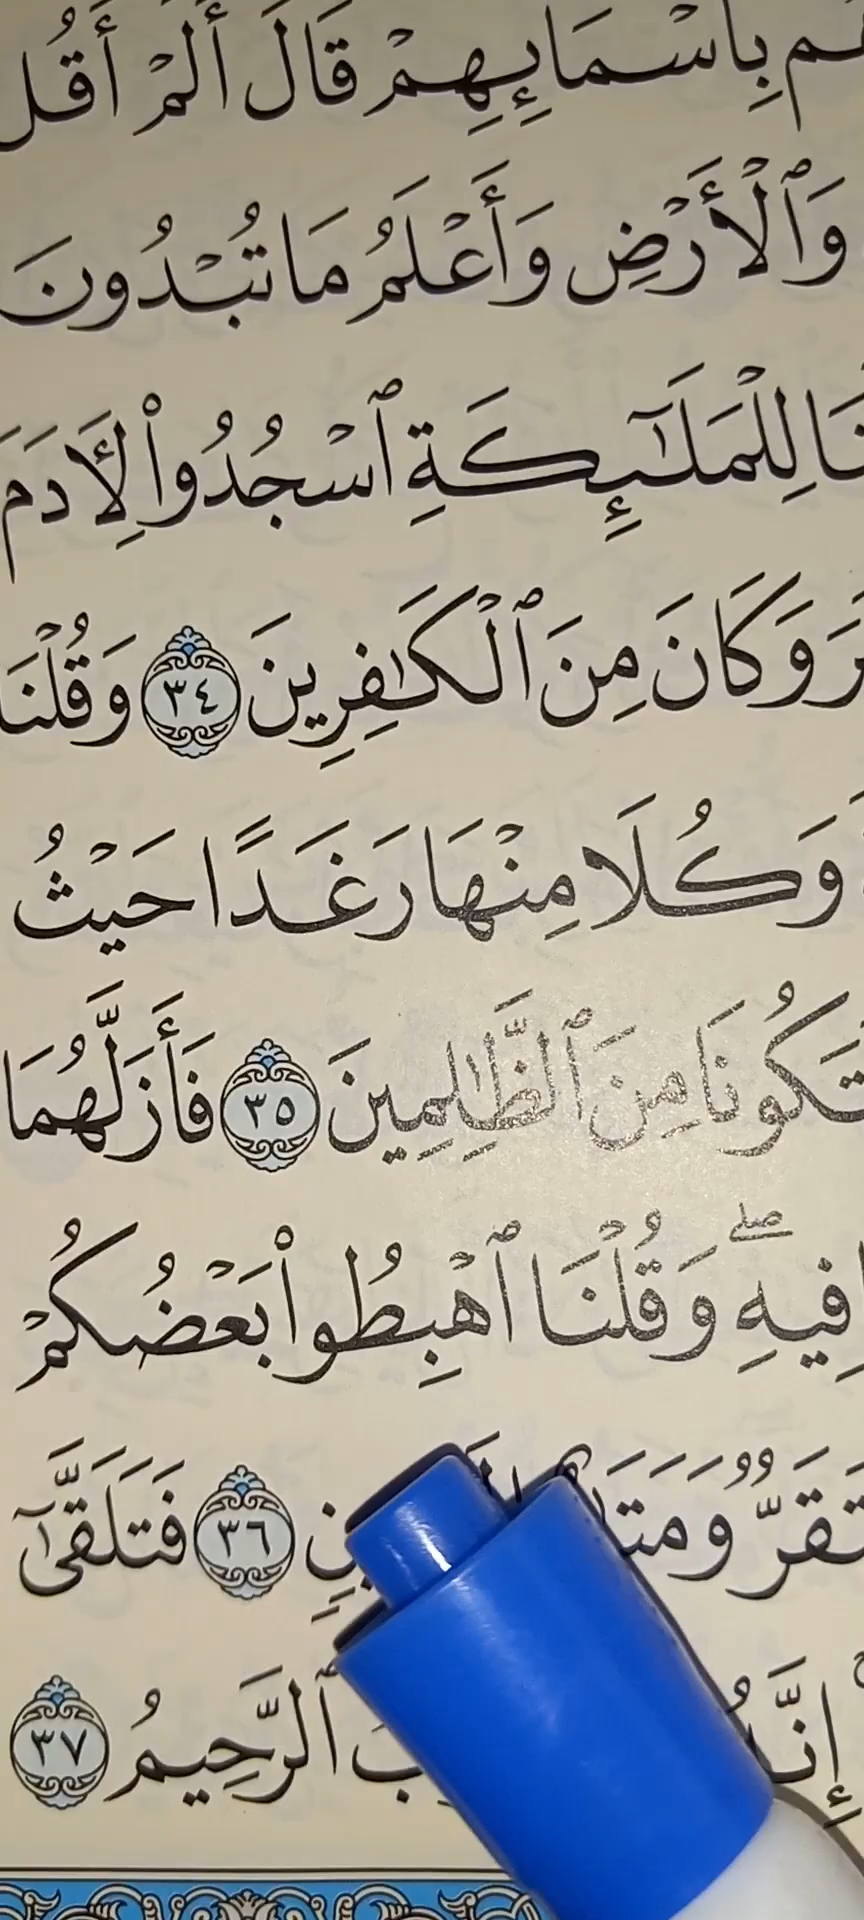 بِأَسْمَآئِهِمْ قَالَ أَلَمْ أَقُل
وَٱلْأَرْضِ وَأَعْلَمُ مَا تُبْدُونَ
لِلْمَلَـٰٓئِكَةِ ٱسْجُدُوا۟ لِـَٔادَمَ
وَكَانَ مِنَ ٱلْكَـٰفِرِينَ ٣٤ وَقُلْنَا
وَكُلَا مِنْهَا رَغَدًا حَيْثُ
تَكُونَا مِنَ ٱلظَّـٰلِمِينَ ٣٥ فَأَزَلَّهُمَا
فِيهِ ۖ وَقُلْنَا ٱهْبِطُوا۟ بَعْضُكُمْ
٣٦ فَتَلَقَّىٰٓ
ٱلرَّحِيمُ ٣٧